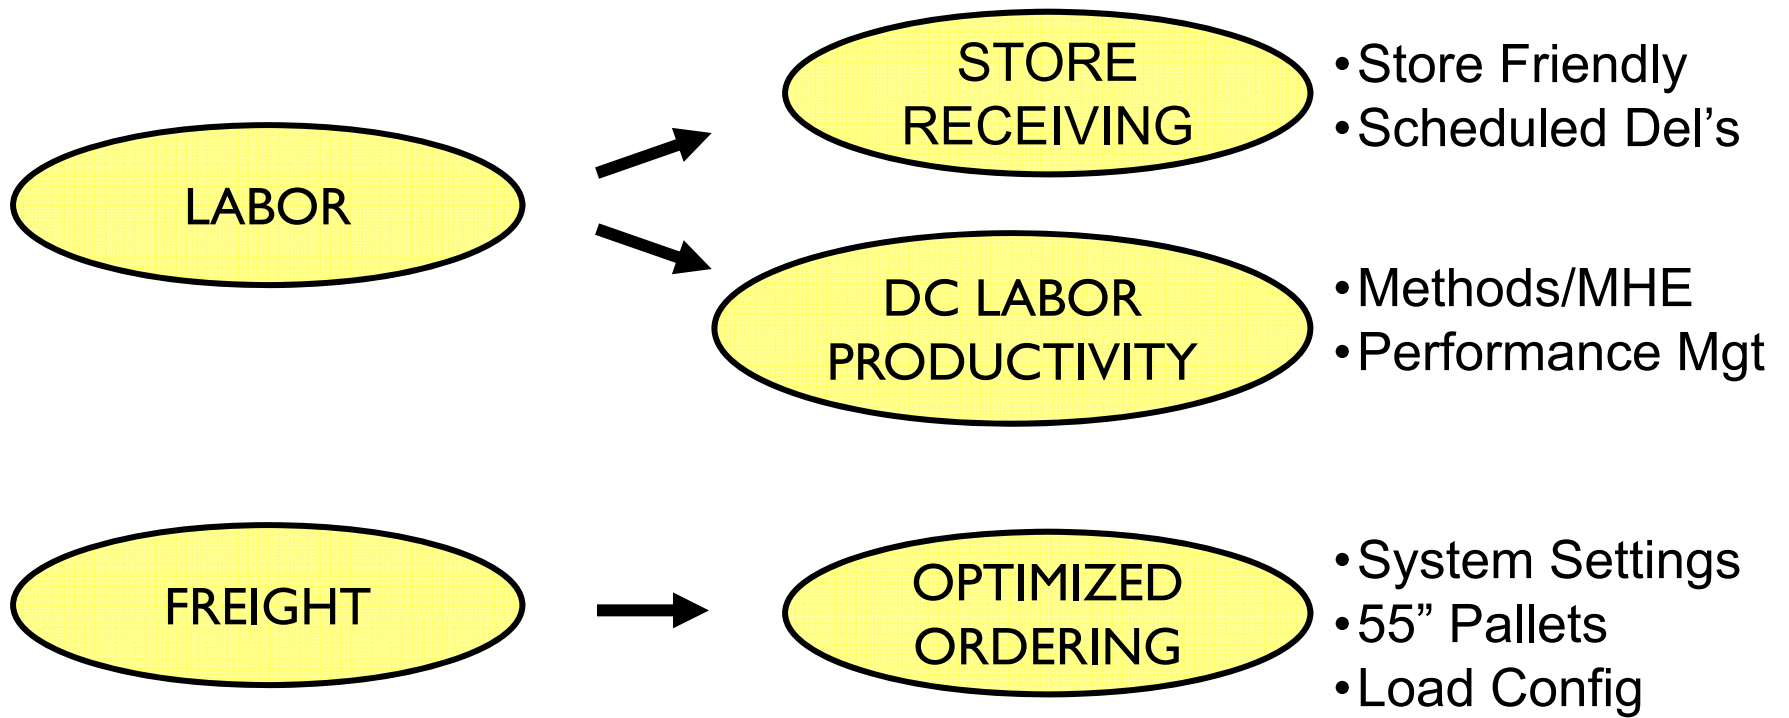 LABOR
STORE
RECEIVING
•Store Friendly
•Scheduled Del’s
DC LABOR
PRODUCTIVITY
•Methods/MHE
•Performance Mgt
FREIGHT
OPTIMIZED
ORDERING
•System Settings
•55” Pallets
•Load Config